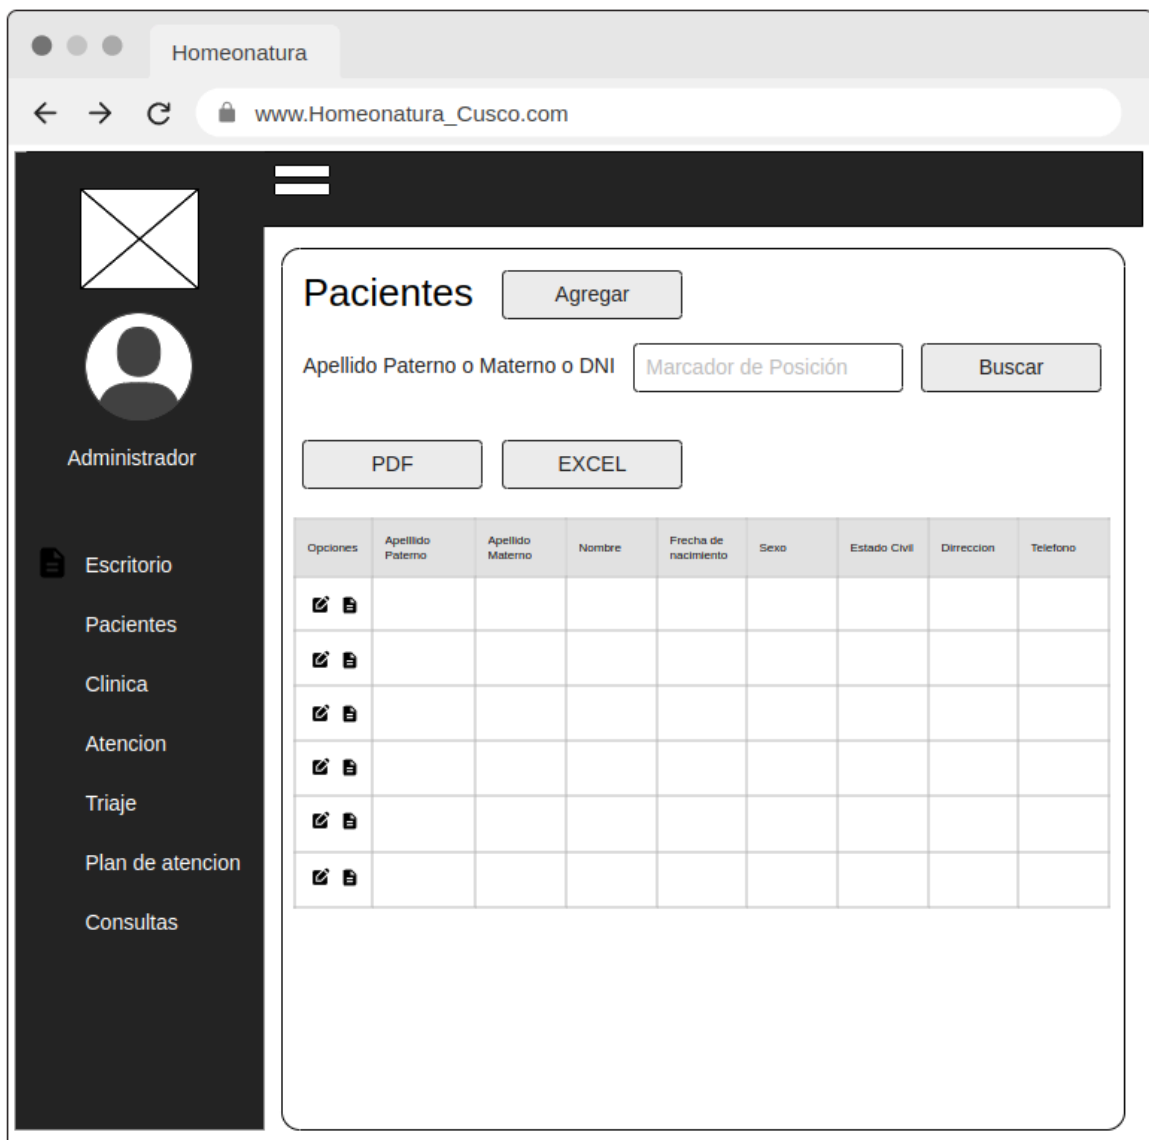 Homeonatura
www.Homeonatura_Cusco.com
Administrador
Escritorio
Pacientes
Clinica
Atencion
Triaje
Plan de atencion
Consultas
Pacientes
Agregar
Apellido Paterno o Materno o DNI
Marcador de Posición
Buscar
PDF
EXCEL
Opciones
Apelllido
Paterno
Apellido
Materno
Nombre
Frecha de
nacimiento
Sexo
Estado Civil
Dirreccion
Telefono